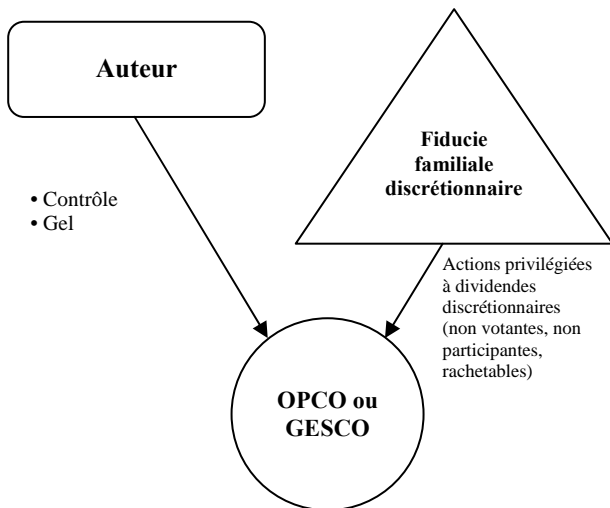 Auteur
Fiducie
familiale
discrétionnaire
• Contrôle
• Gel
Actions privilégiées
à dividendes
discrétionnaires
(non votantes, non
participantes,
rachetables)
OPCO ou
GESCO